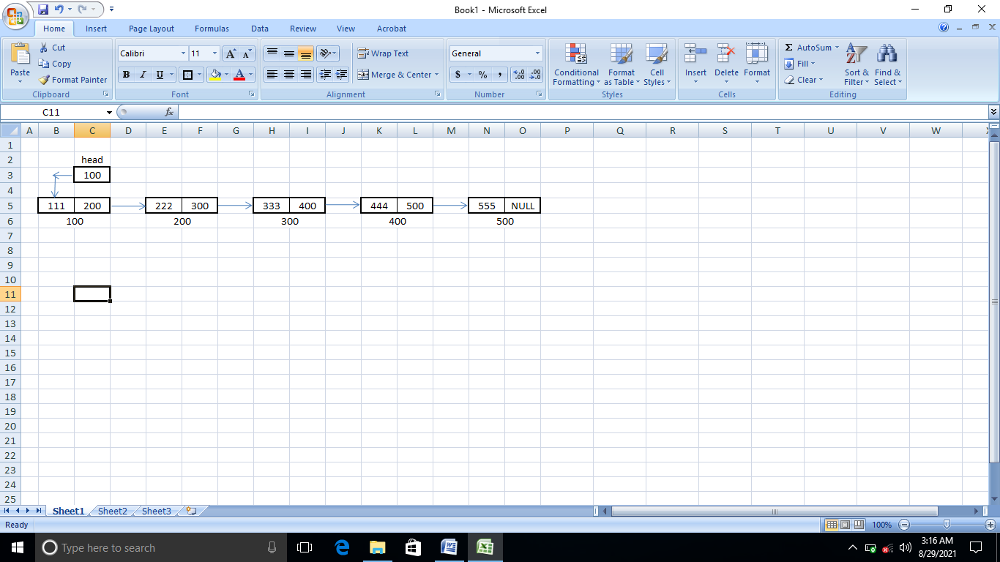 Book1 - Microsoft Excel
Home Insert Page Layout Formulas Data Review View Acrobat
Paste
Cut
Copy
Format Painter
Clipboard
Calibri 11
B I U
Font
Wrap Text
Merge & Center
Alignment
General
$ % ,
Number
Conditional Formatting
Format as Table
Cell Styles
Styles
Insert Delete Format
Cells
Σ AutoSum
Fill
Clear
Sort & Filter
Find & Select
Editing
C11 fx
A B C D E F G H I J K L M N O P Q R S T U V W
1
2 head
3 100
4
5 111 200 222 300 333 400 444 500 555 NULL
6 100 200 300 400 500
7
8
9
10
11
12
13
14
15
16
17
18
19
20
21
22
23
24
25
Sheet1 Sheet2 Sheet3
Ready 100%
Type here to search
3:16 AM
8/29/2021